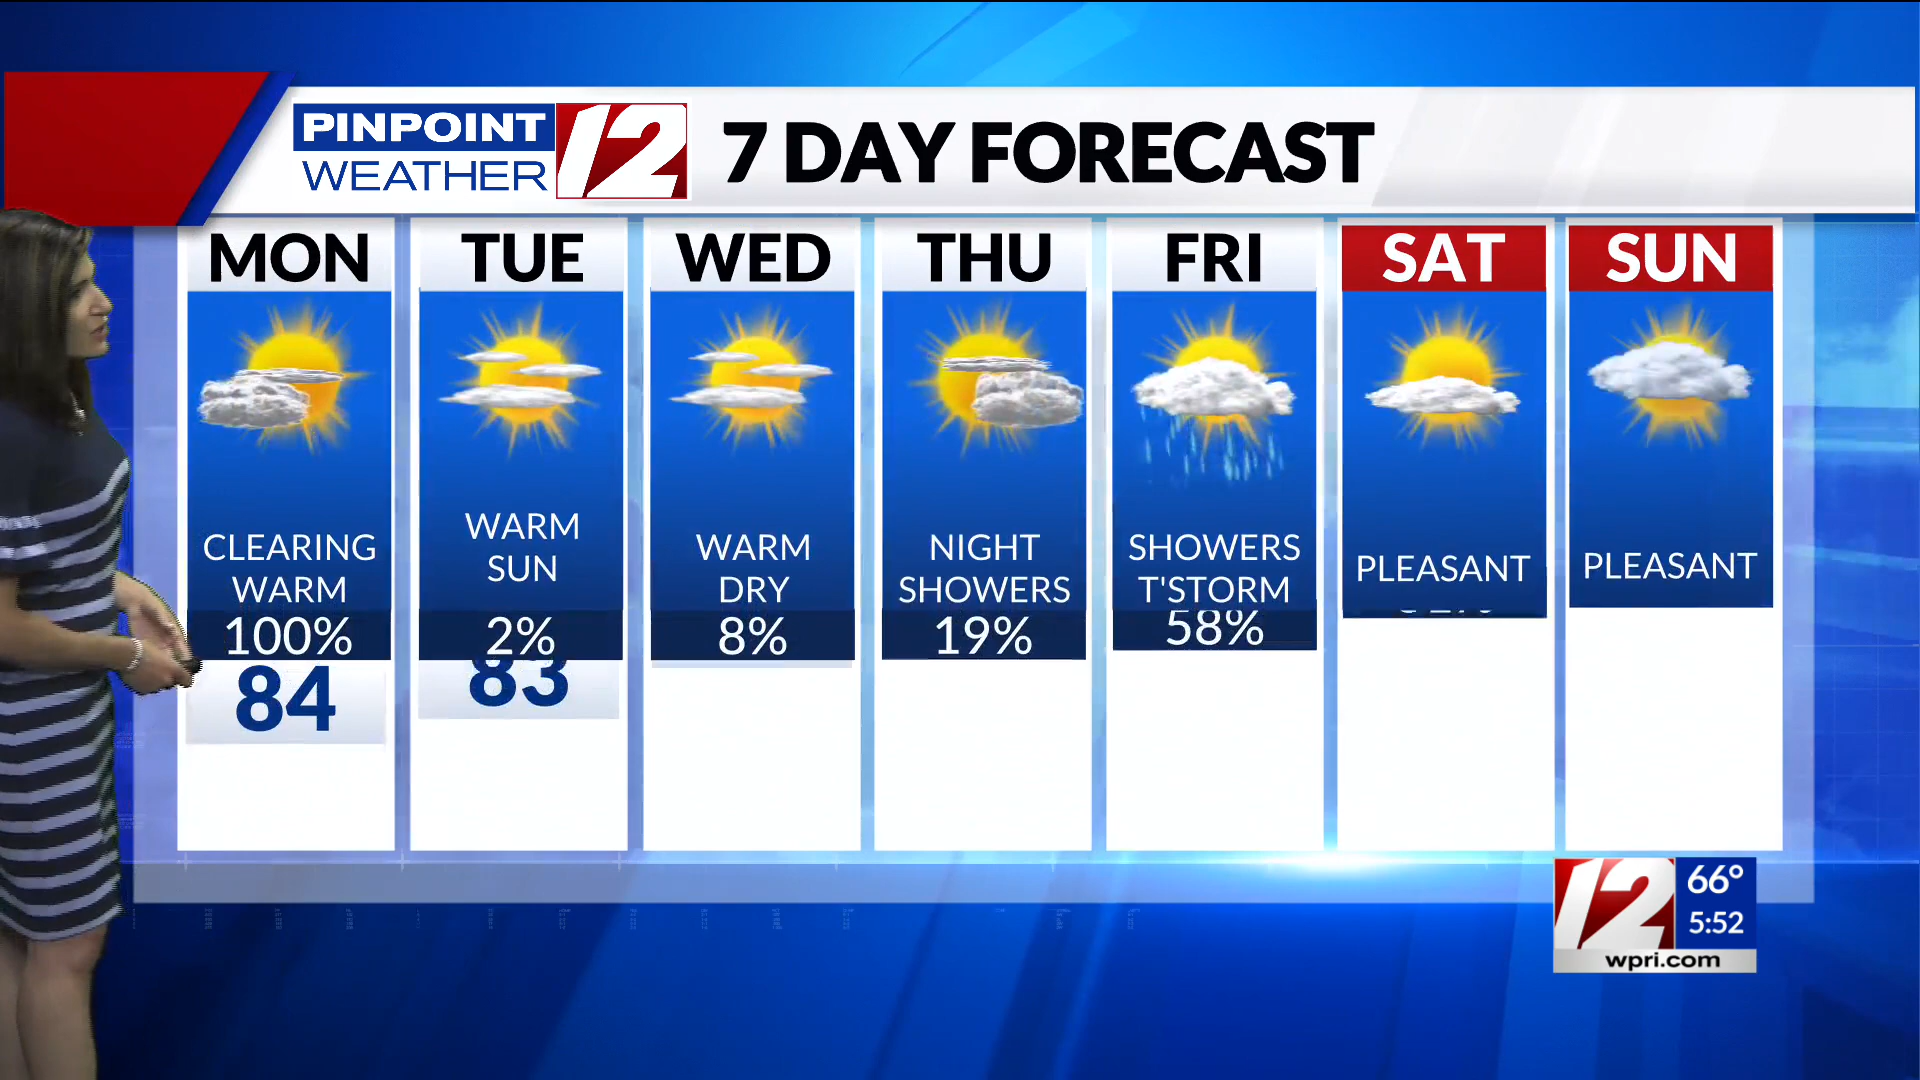 PINPOINT
WEATHER
12
7 DAY FORECAST
MON
TUE
WED
THU
FRI
SAT
SUN
CLEARING
WARM
100%
84
WARM
SUN
2%
83
WARM
DRY
8%
NIGHT
SHOWERS
19%
SHOWERS
T'STORM
58%
PLEASANT
PLEASANT
12
66°
5:52
wpri.com